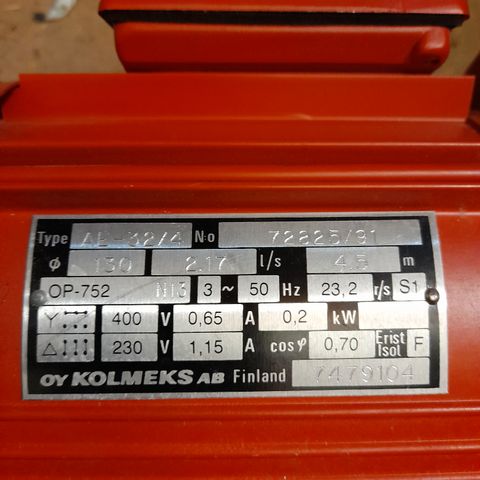 Type AL-32/4 N:o 72825/91
ø 130 2.17 l/s 4.5 m
OP-752 N13 3 ~ 50 Hz 23,2 r/s S1
Y 400 V 0,65 A 0,2 kW
Δ 230 V 1,15 A cos φ 0,70 Erist Isol F
OY KOLMEKS AB Finland 7479104